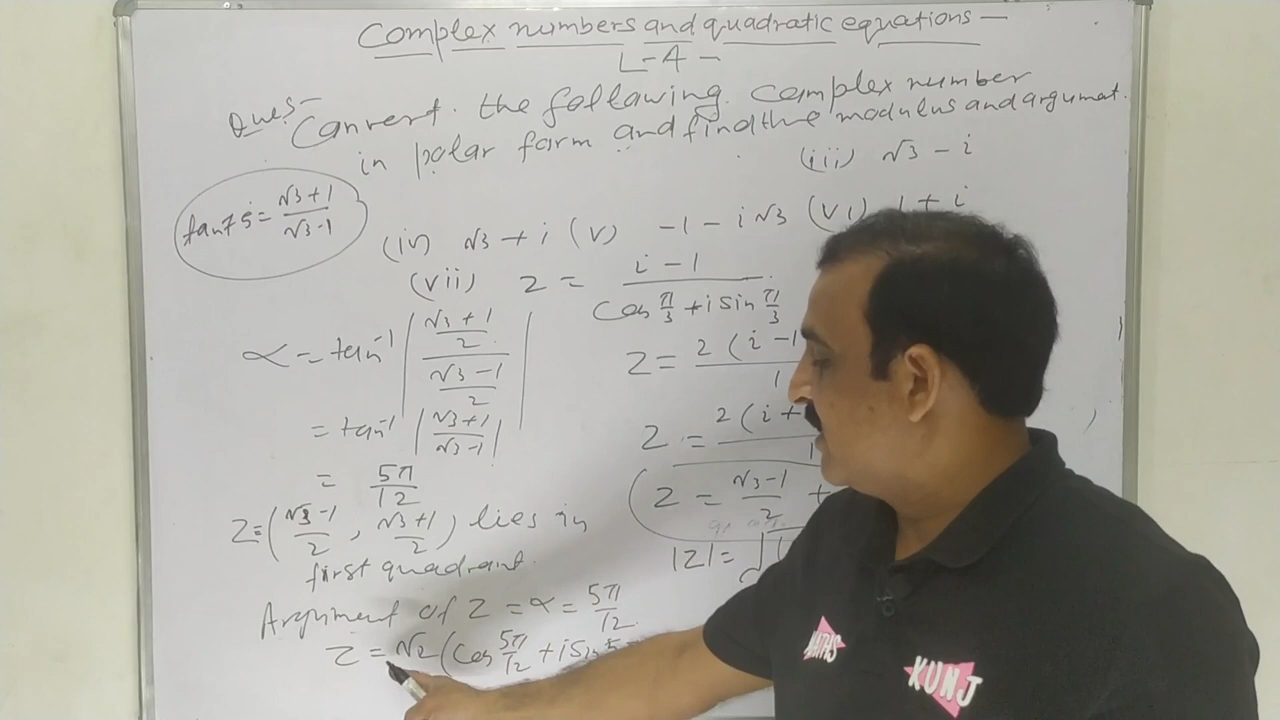 Complex numbers and quadratic equations —
L-4 -
Ques- Convert the following complex number
in polar form and find the modulus and argumat.
(iii) √3 - i
(iv) √3 + i (v) -1 - i√3 (vi) 1 + i
(vii) z = i - 1 / Cos π/3 + i Sin π/3
tan75° = √3+1 / √3-1
α = tan⁻¹ | (√3+1 / 2) / (√3-1 / 2) |
= tan⁻¹ | √3+1 / √3-1 |
= 5π / 12
Z = (√3-1 / 2, √3+1 / 2) lies in
first quadrant.
Argument of Z = α = 5π / 12.
Z = √2 (Cos 5π/12 + i Sin 5
Z = 2 (i - 1
Z = 2 (i +
Z = √3-1 / 2 +
|Z| =
MATHS
KUNJ